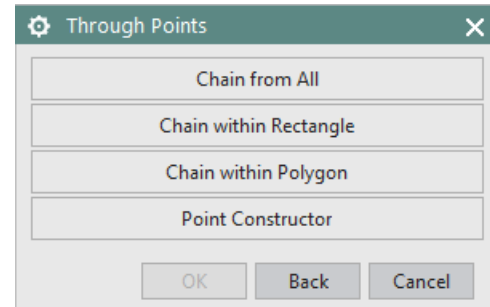 Through Points
Chain from All
Chain within Rectangle
Chain within Polygon
Point Constructor
OK Back Cancel